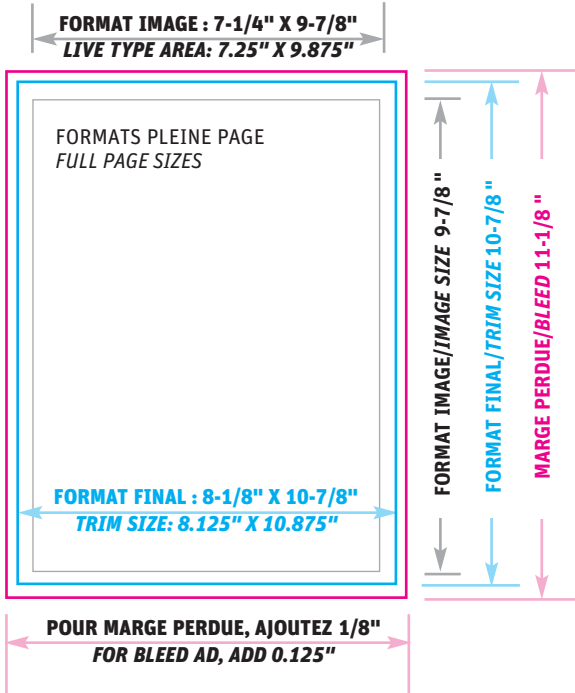 FORMAT IMAGE : 7-1/4" X 9-7/8"
LIVE TYPE AREA: 7.25" X 9.875"
FORMATS PLEINE PAGE
FULL PAGE SIZES
FORMAT FINAL : 8-1/8" X 10-7/8"
TRIM SIZE: 8.125" X 10.875"
POUR MARGE PERDUE, AJOUTEZ 1/8"
FOR BLEED AD, ADD 0.125"
FORMAT IMAGE/IMAGE SIZE 9-7/8 "
FORMAT FINAL/TRIM SIZE 10-7/8 "
MARGE PERDUE/BLEED 11-1/8 "